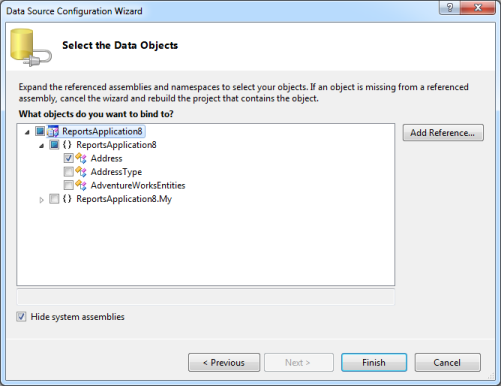 Data Source Configuration Wizard
?
Select the Data Objects
Expand the referenced assemblies and namespaces to select your objects. If an object is missing from a referenced
assembly, cancel the wizard and rebuild the project that contains the object.
What objects do you want to bind to?
ReportsApplication8
Add Reference...
{} ReportsApplication8
Address
AddressType
AdventureWorksEntities
{} ReportsApplication8.My
Hide system assemblies
< Previous
Next >
Finish
Cancel